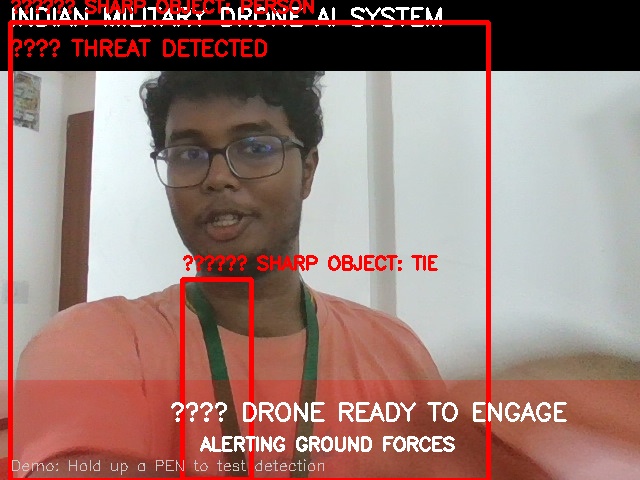 ?????? SHARP OBJECT: PERSON
INDIAN MILITARY DRONE AI SYSTEM
???? THREAT DETECTED
?????? SHARP OBJECT: TIE
???? DRONE READY TO ENGAGE
ALERTING GROUND FORCES
Demo: Hold up a PEN to test detection